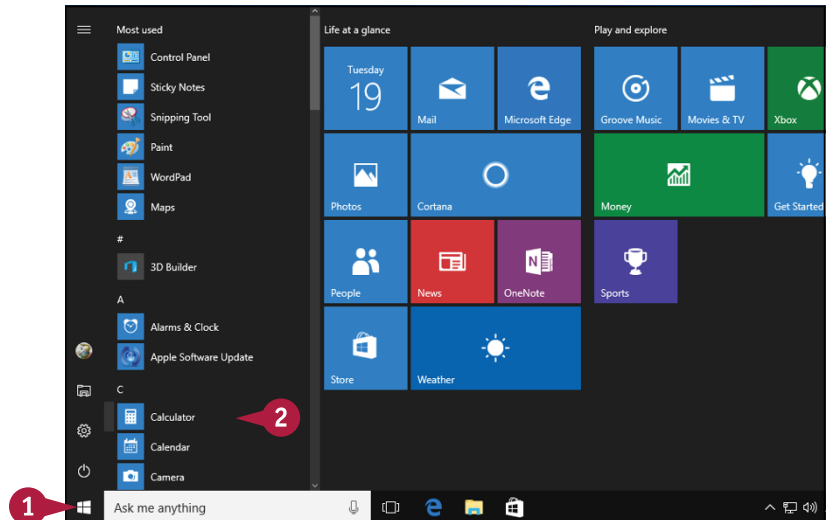 Most used
Control Panel
Sticky Notes
Snipping Tool
Paint
WordPad
Maps
#
3D Builder
A
Alarms & Clock
Apple Software Update
C
Calculator
2
Calendar
Camera
Life at a glance
Tuesday
19
Mail
Microsoft Edge
Photos
Cortana
People
News
N
OneNote
Store
Weather
Play and explore
Groove Music
Movies & TV
Xbox
Money
Get Started
Sports
1
Ask me anything